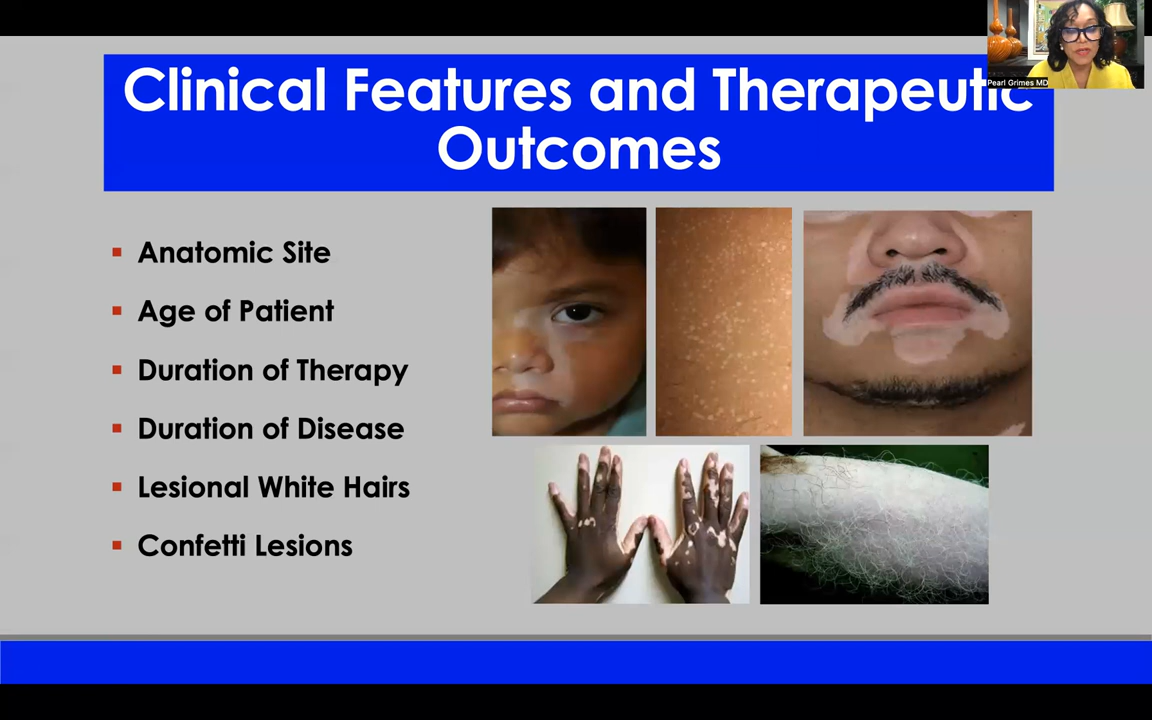 Clinical Features and Therapeutic
Outcomes
Pearl Grimes MD
Anatomic Site
Age of Patient
Duration of Therapy
Duration of Disease
Lesional White Hairs
Confetti Lesions